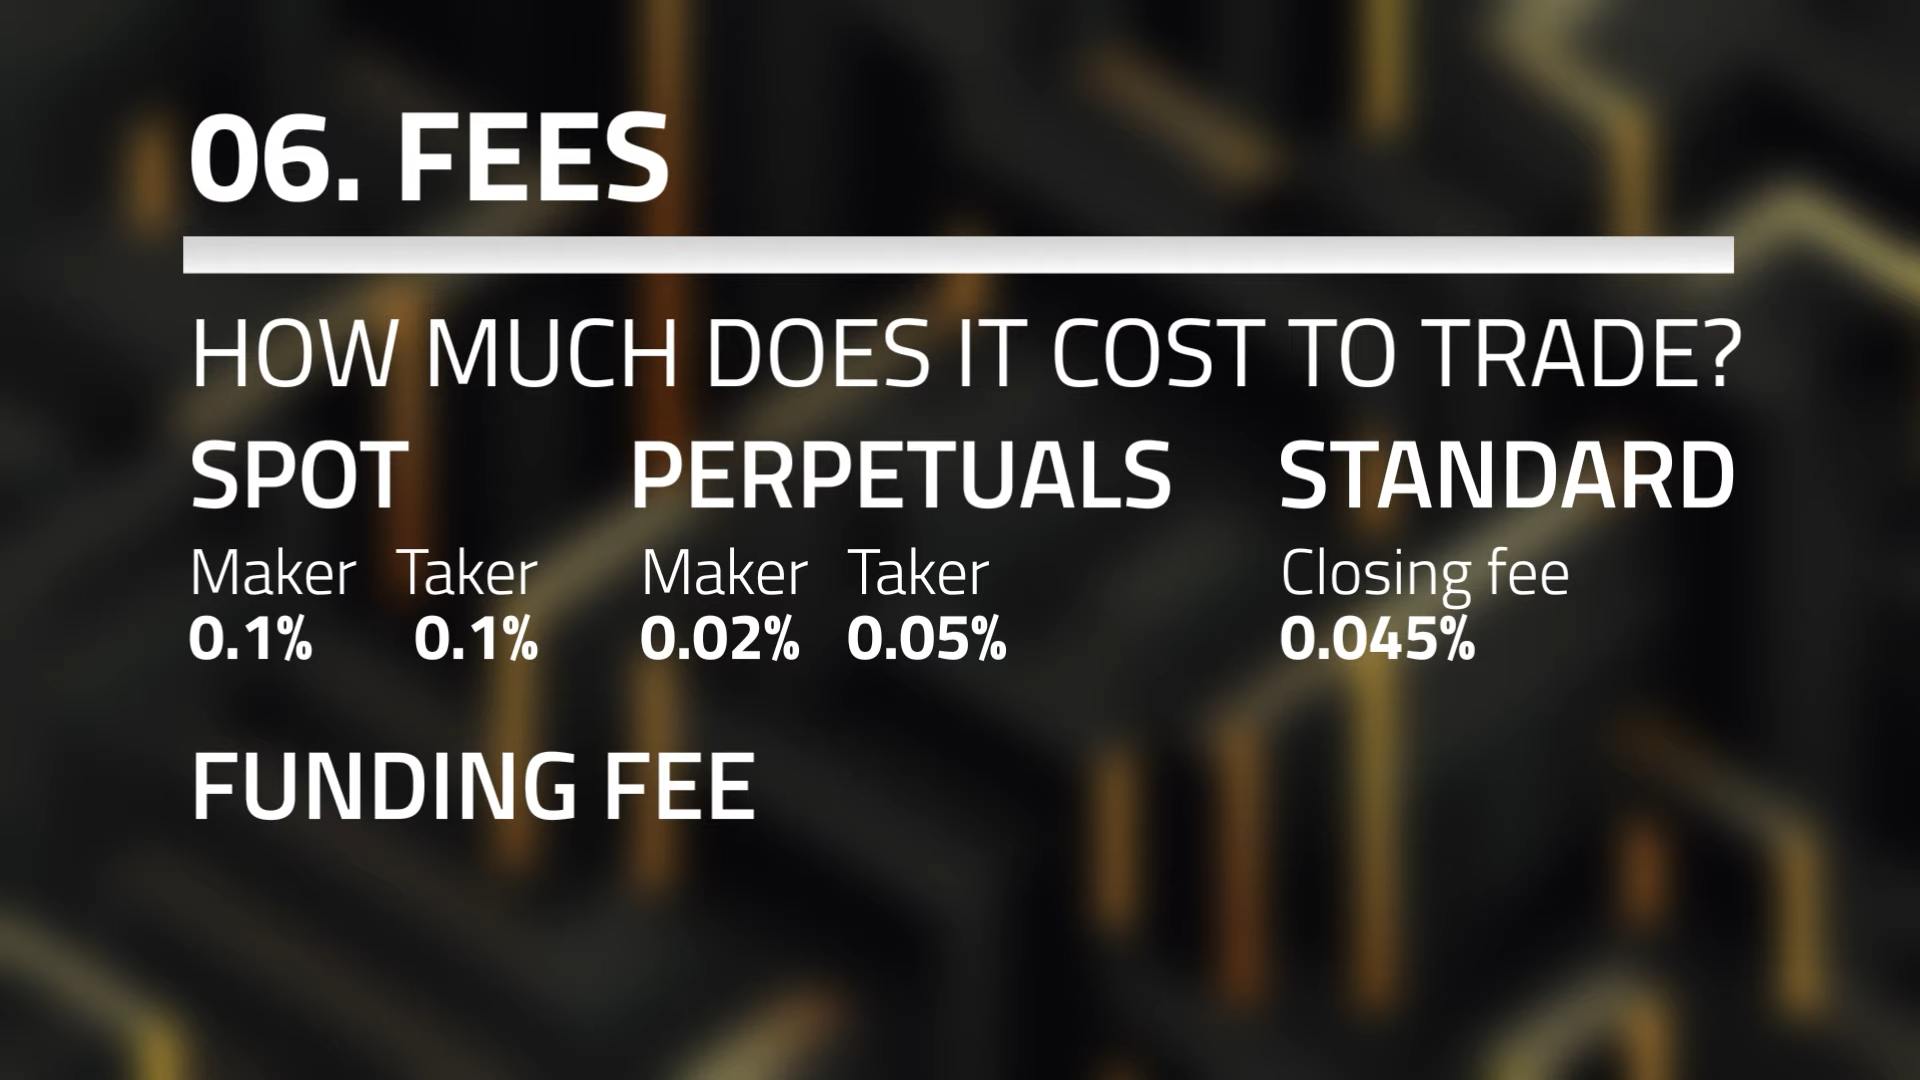 06. FEES
HOW MUCH DOES IT COST TO TRADE?
SPOT PERPETUALS STANDARD
Maker Taker Maker Taker Closing fee
0.1% 0.1% 0.02% 0.05% 0.045%
FUNDING FEE